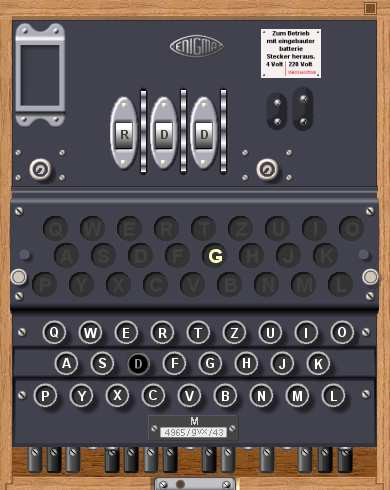 Zum Betrieb
mit eingebauter
batterie
Stecker heraus.
4 Volt 220 Volt
ENIGMA
R D D
Q W E R T Z U I O
A S D F G H J K
P Y X C V B N M L
Q W E R T Z U I O
A S D F G H J K
P Y X C V B N M L
M